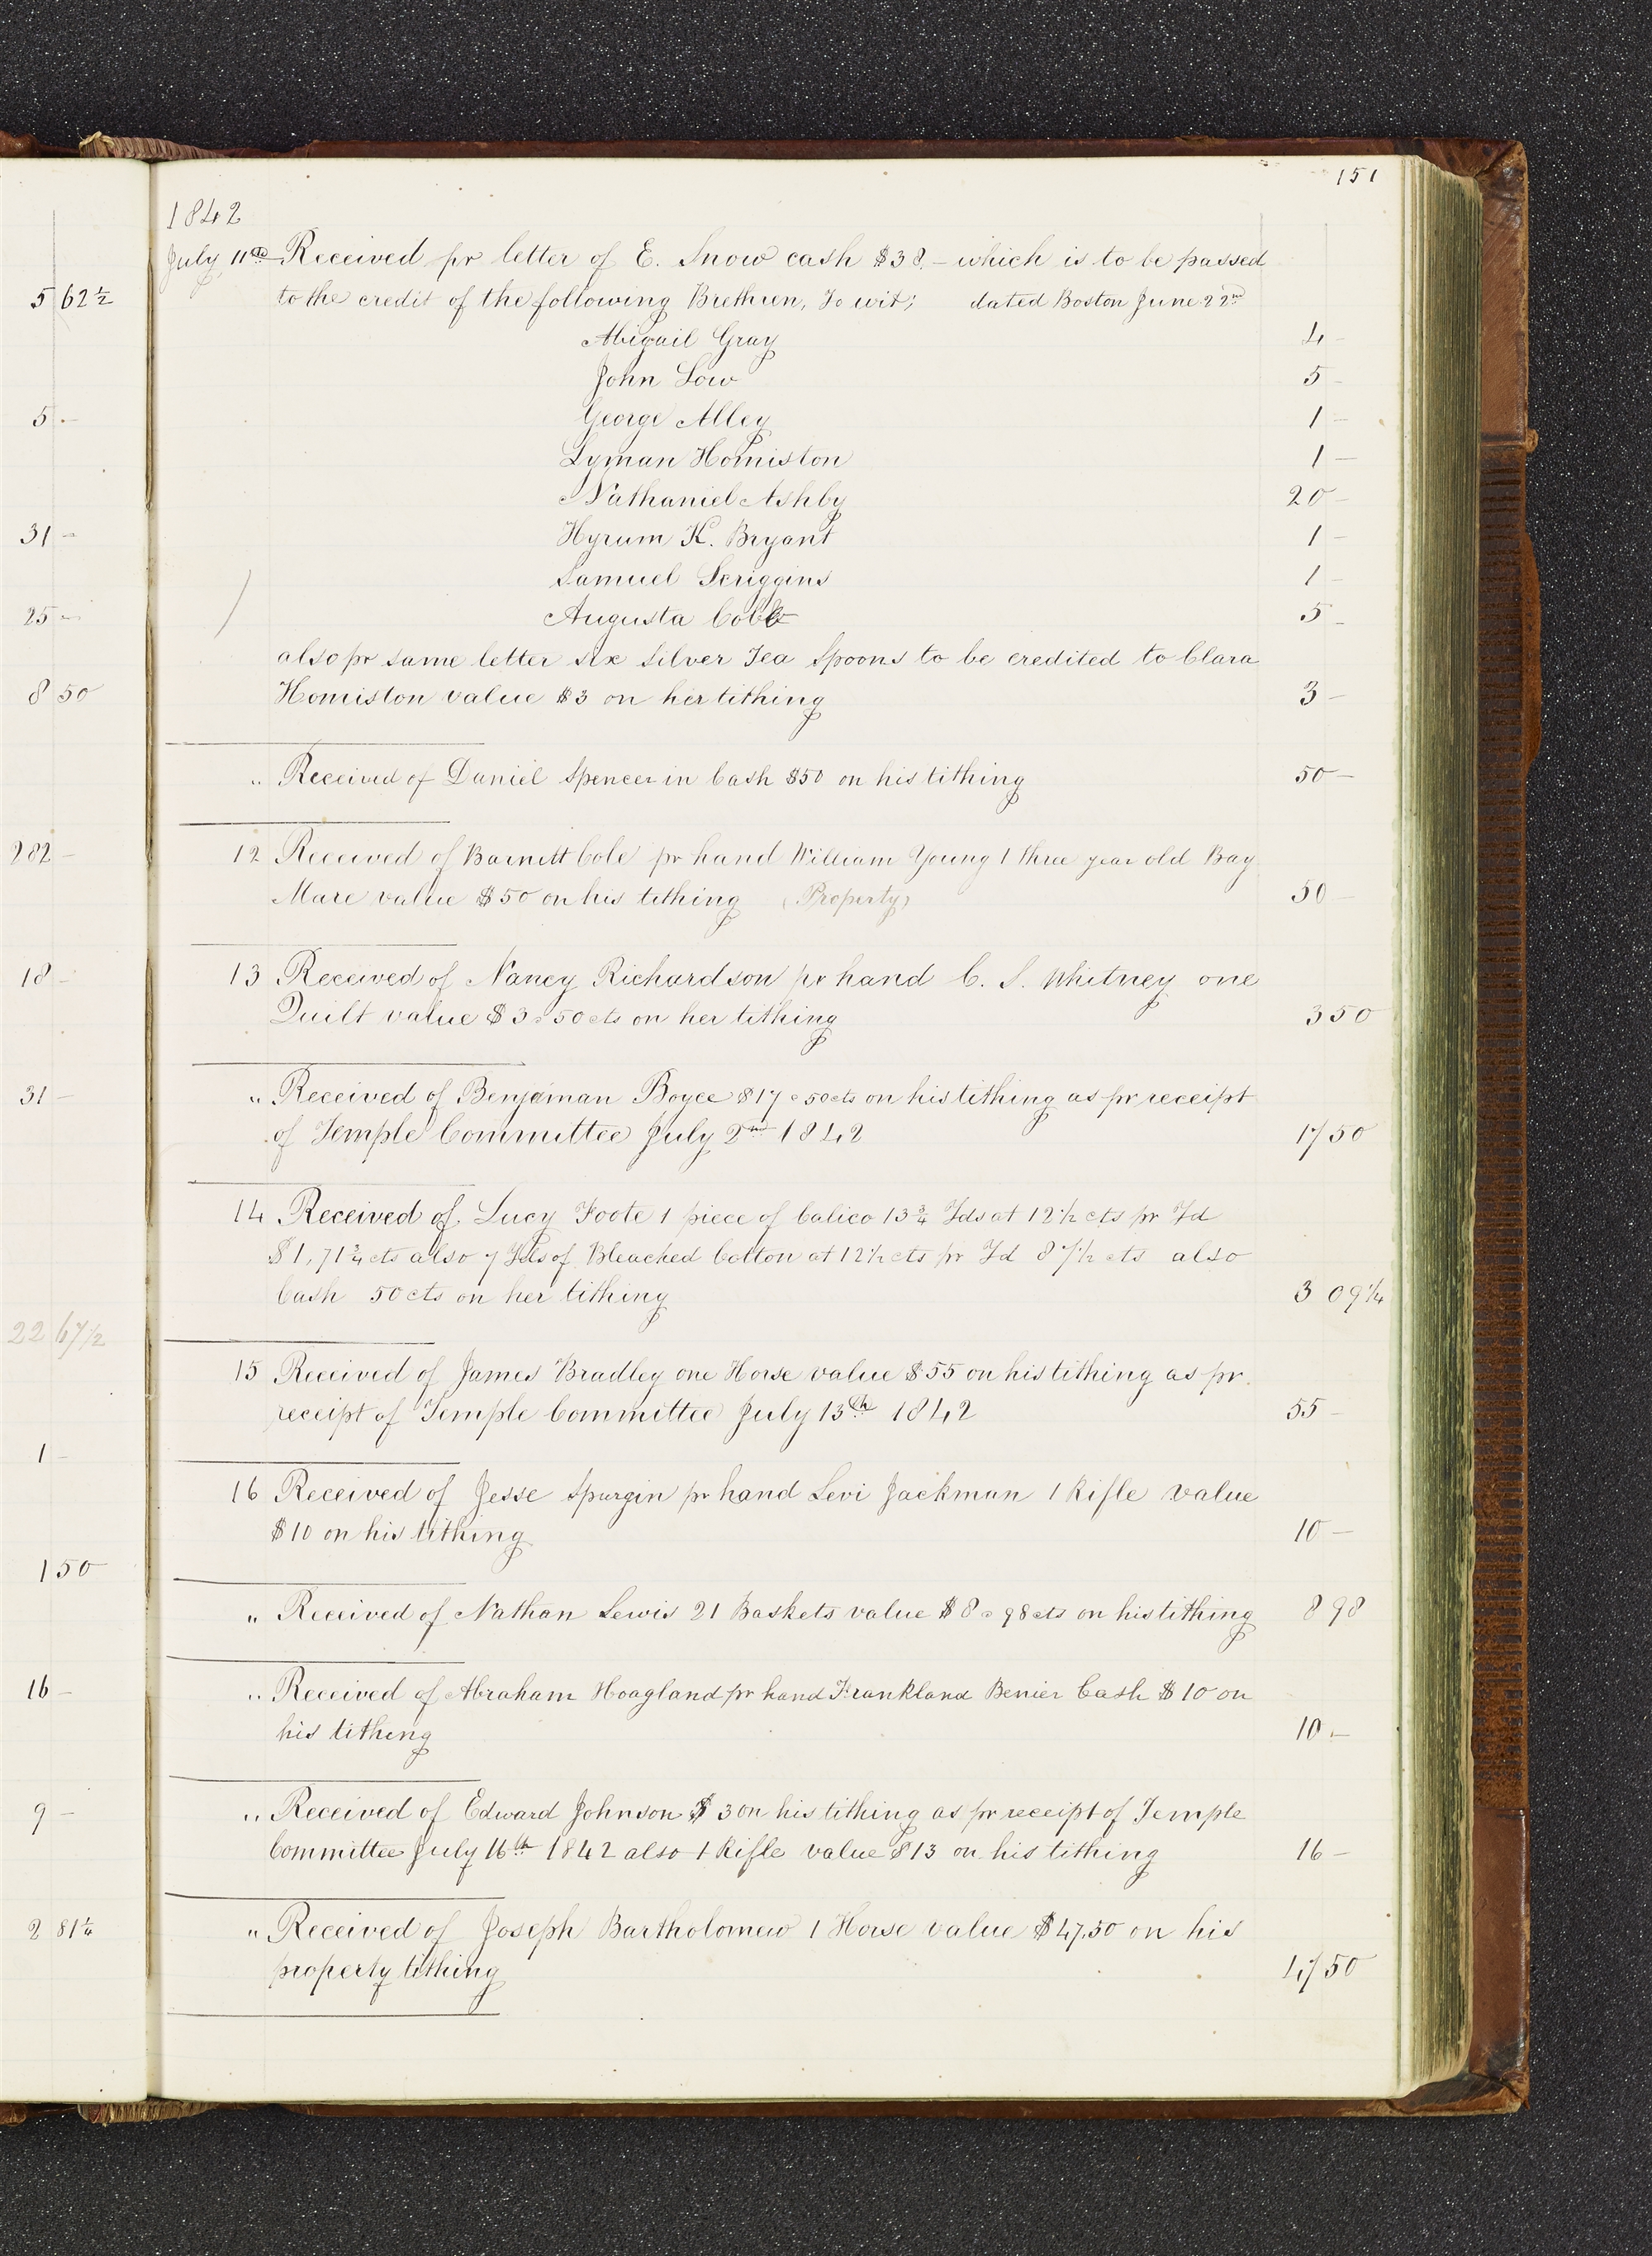 151
1842
July 11th Received pr letter of E. Snow cash $38.– which is to be passed
5 62½
to the credit of the following Brethren, To wit; dated Boston June 22nd
Abigail Gray 4 –
John Low 5 –
5 –
George Alley 1 –
Lyman Homiston 1 –
Nathaniel Ashby 20 –
31 –
Hyrum K. Bryant 1 –
Samuel Scriggins 1 –
25 –
Augusta Cobb 5 –
also pr same letter six silver Tea Spoons to be credited to Clara
8 50
Homiston value $3 on her tithing 3 –
" Received of Daniel Spencer in Cash $50 on his tithing 50 –
282 –
12 Received of Barnett Cole pr hand William Young 1 three year old Bay
Mare value $50 on his tithing (Property) 50 –
18 –
13 Received of Nancy Richardson pr hand C. S. Whitney one
Quilt value $3 = 50 cts on her tithing 3 50
31 –
" Received of Benjaman Boyce $17 = 50 cts on his tithing as pr receipt
of Temple Committee July 2nd 1842 17 50
14 Received of Lucy Foote 1 piece of Calico 13¾ Yds at 12½ cts pr Yd
$1,71¾ cts also 7 Yds of Bleached Cotton at 12½ cts pr Yd 87½ cts also
Cash 50 cts on her tithing 3 09¼
22 67½
15 Received of James Bradley one Horse value $55 on his tithing as pr.
receipt of Temple Committee July 13th 1842 55 –
1 –
16 Received of Jesse Spurgin pr hand Levi Jackman 1 Rifle value
$10 on his tithing 10 –
1 50
" Received of Nathan Lewis 21 Baskets value $8 = 98 cts on his tithing 8 98
16 –
" Received of Abraham Hoagland pr hand Frankland Benier Cash $10 on
his tithing 10 –
9 –
" Received of Edward Johnson $3 on his tithing as pr receipt of Temple
Committee July 16th 1842 also 1 Rifle value $13 on his tithing 16 –
2 81¼
" Received of Joseph Bartholomew 1 Horse value $47.50 on his
property tithing 47 50